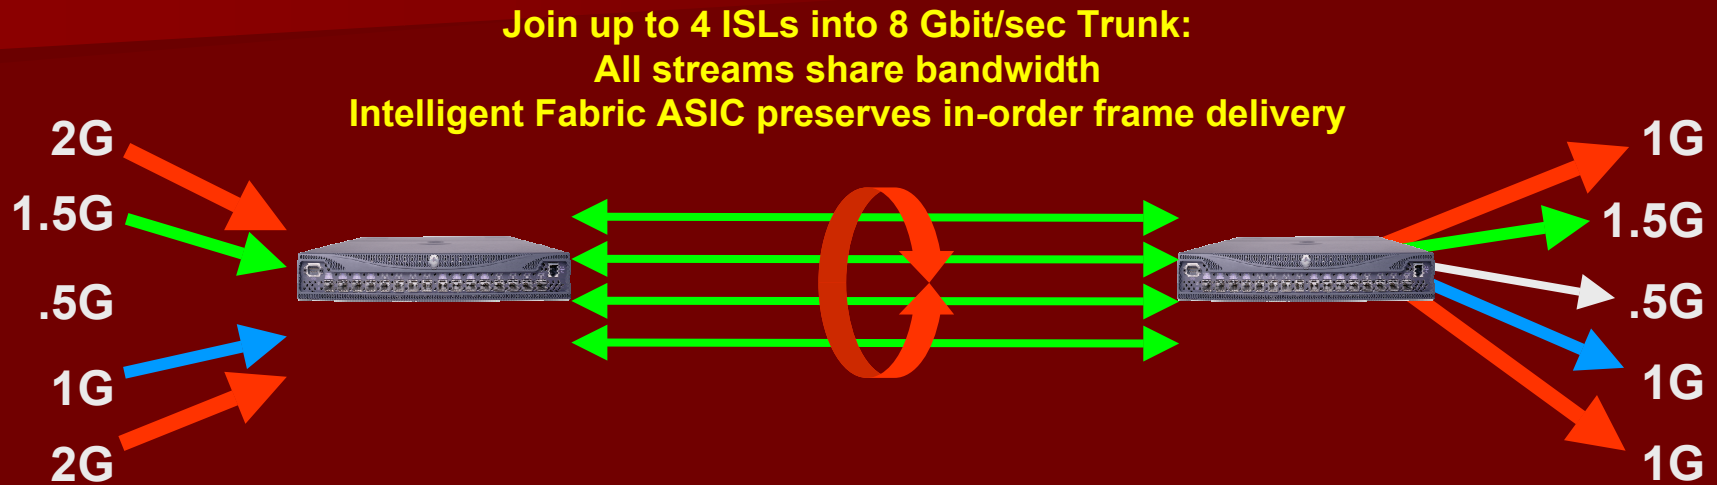 Join up to 4 ISLs into 8 Gbit/sec Trunk:
All streams share bandwidth
Intelligent Fabric ASIC preserves in-order frame delivery
2G
1.5G
.5G
1G
2G
1G
1.5G
.5G
1G
1G